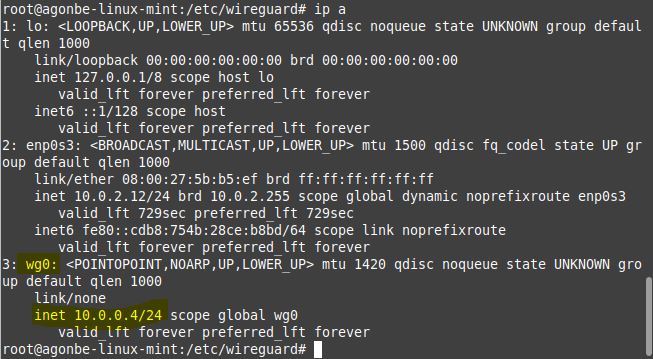 root@agonbe-linux-mint:/etc/wireguard# ip a
1: lo: <LOOPBACK,UP,LOWER_UP> mtu 65536 qdisc noqueue state UNKNOWN group defaul
t qlen 1000
    link/loopback 00:00:00:00:00:00 brd 00:00:00:00:00:00
    inet 127.0.0.1/8 scope host lo
       valid_lft forever preferred_lft forever
    inet6 ::1/128 scope host
       valid_lft forever preferred_lft forever
2: enp0s3: <BROADCAST,MULTICAST,UP,LOWER_UP> mtu 1500 qdisc fq_codel state UP gr
oup default qlen 1000
    link/ether 08:00:27:5b:b5:ef brd ff:ff:ff:ff:ff:ff
    inet 10.0.2.12/24 brd 10.0.2.255 scope global dynamic noprefixroute enp0s3
       valid_lft 729sec preferred_lft 729sec
    inet6 fe80::cdb8:754b:28ce:b8bd/64 scope link noprefixroute
       valid_lft forever preferred_lft forever
3: wg0: <POINTOPOINT,NOARP,UP,LOWER_UP> mtu 1420 qdisc noqueue state UNKNOWN gro
up default qlen 1000
    link/none
    inet 10.0.0.4/24 scope global wg0
       valid_lft forever preferred_lft forever
root@agonbe-linux-mint:/etc/wireguard#